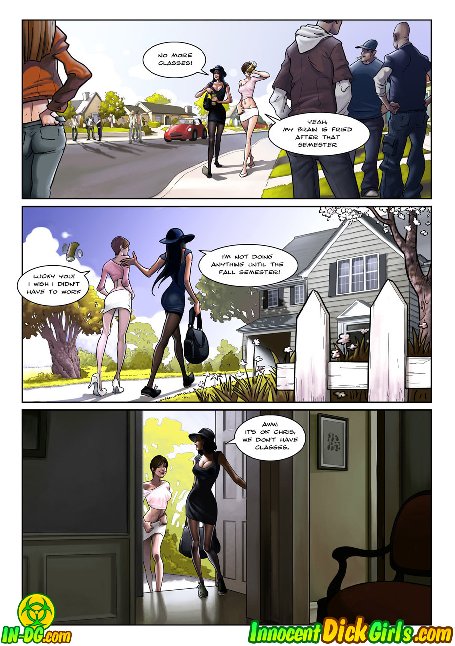 NO MORE
CLASSES!
YEAH,
MY BRAIN IS FRIED
AFTER THAT
SEMESTER
LUCKY YOU!
I WISH I DIDN'T
HAVE TO WORK
I'M NOT DOING
ANYTHING UNTIL THE
FALL SEMESTER!
AWW,
IT'S OK CHRIS,
WE DON'T HAVE
CLASSES.
IN-DG.com
InnocentDickGirls.com